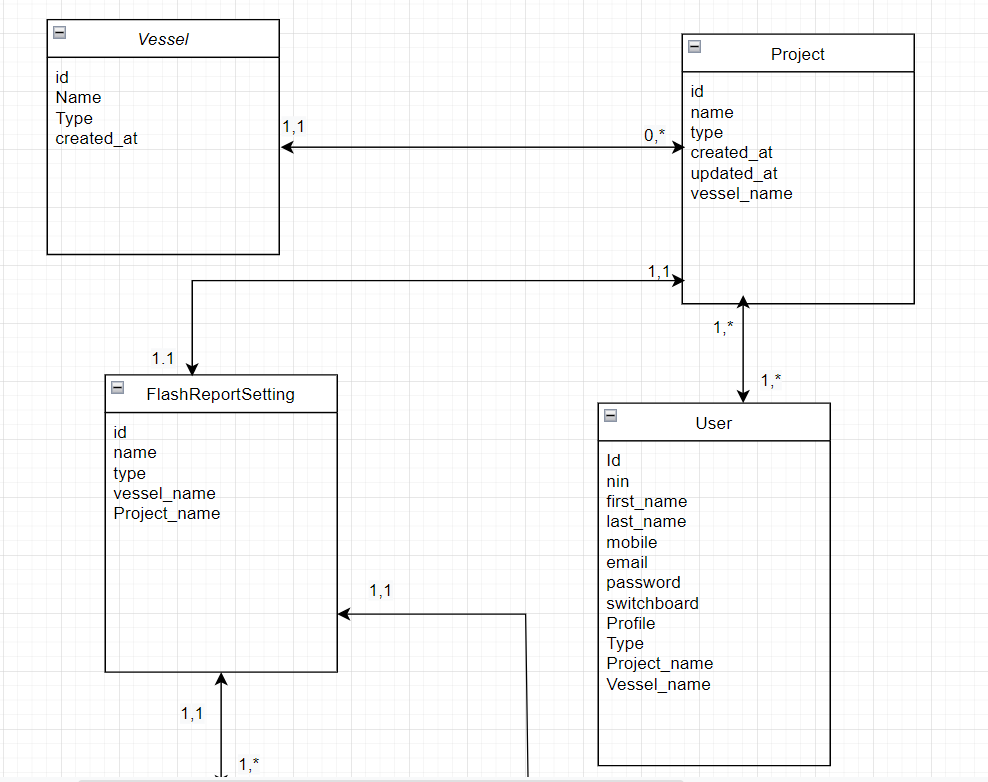 Vessel
id
Name
Type
created_at
1,1
0,*
Project
id
name
type
created_at
updated_at
vessel_name
1,1
1.1
1,*
1,*
FlashReportSetting
id
name
type
vessel_name
Project_name
1,1
1,1
1,*
User
Id
nin
first_name
last_name
mobile
email
password
switchboard
Profile
Type
Project_name
Vessel_name